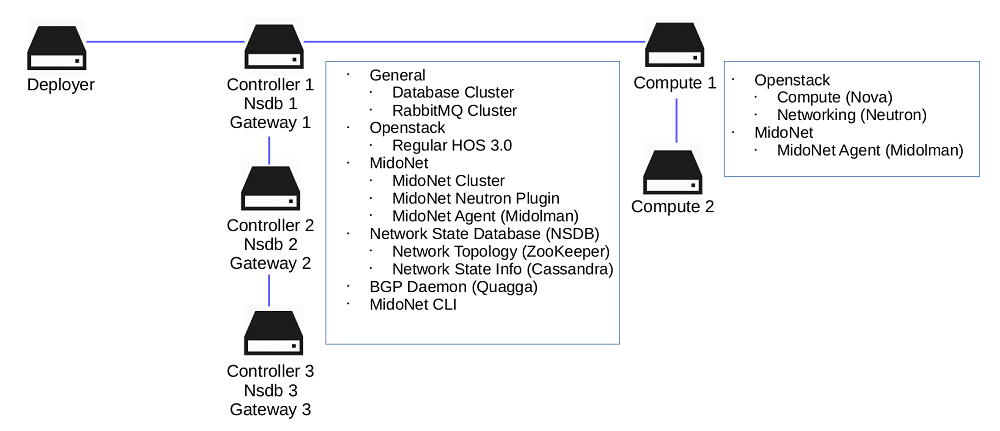 Deployer
Controller 1
Nsdb 1
Gateway 1
Controller 2
Nsdb 2
Gateway 2
Controller 3
Nsdb 3
Gateway 3
· General
· Database Cluster
· RabbitMQ Cluster
· Openstack
· Regular HOS 3.0
· MidoNet
· MidoNet Cluster
· MidoNet Neutron Plugin
· MidoNet Agent (Midolman)
· Network State Database (NSDB)
· Network Topology (ZooKeeper)
· Network State Info (Cassandra)
· BGP Daemon (Quagga)
· MidoNet CLI
Compute 1
Compute 2
· Openstack
· Compute (Nova)
· Networking (Neutron)
· MidoNet
· MidoNet Agent (Midolman)